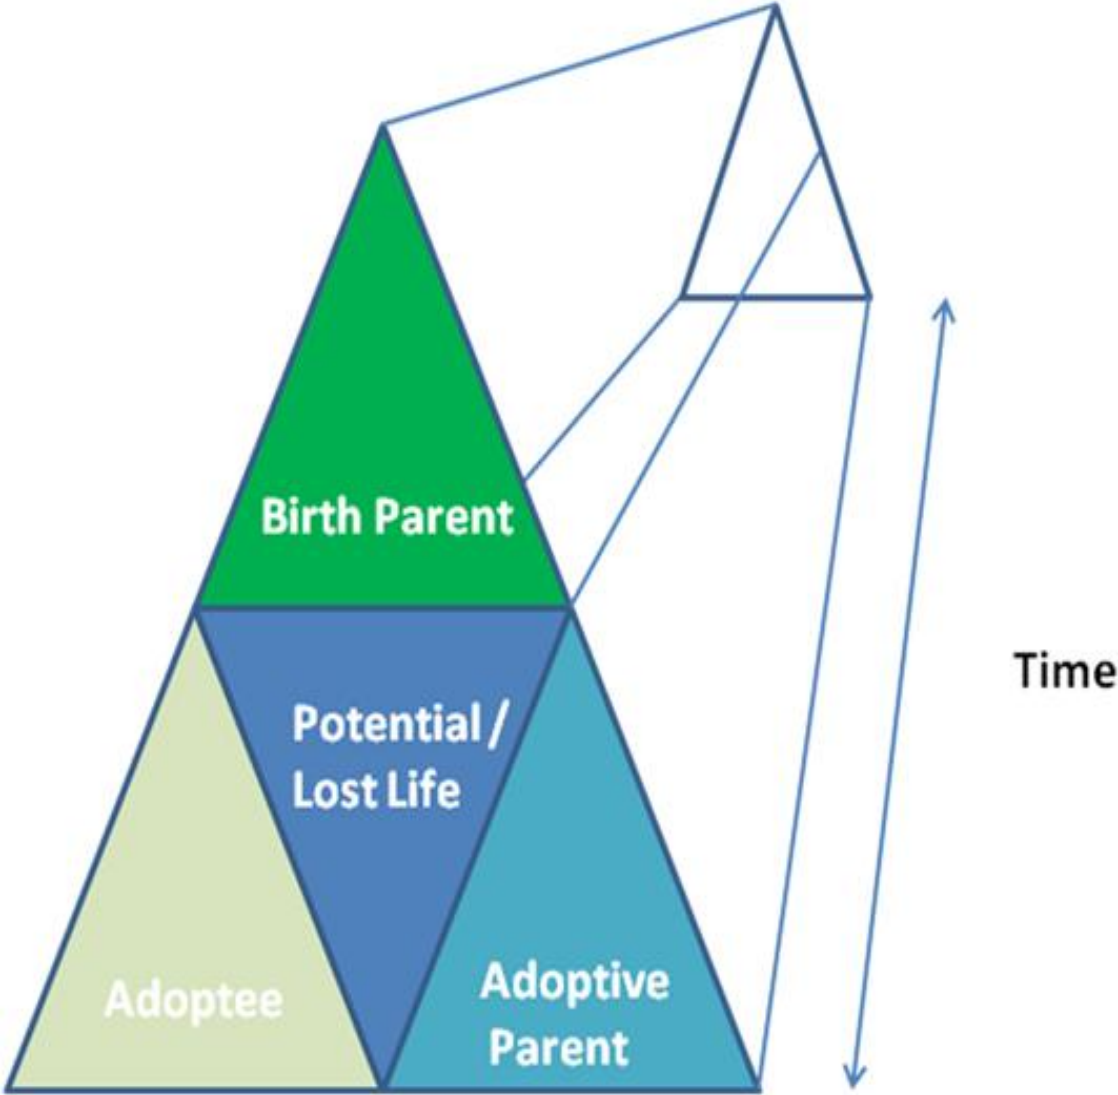 Birth Parent
Time
Potential /
Lost Life
Adoptee
Adoptive
Parent